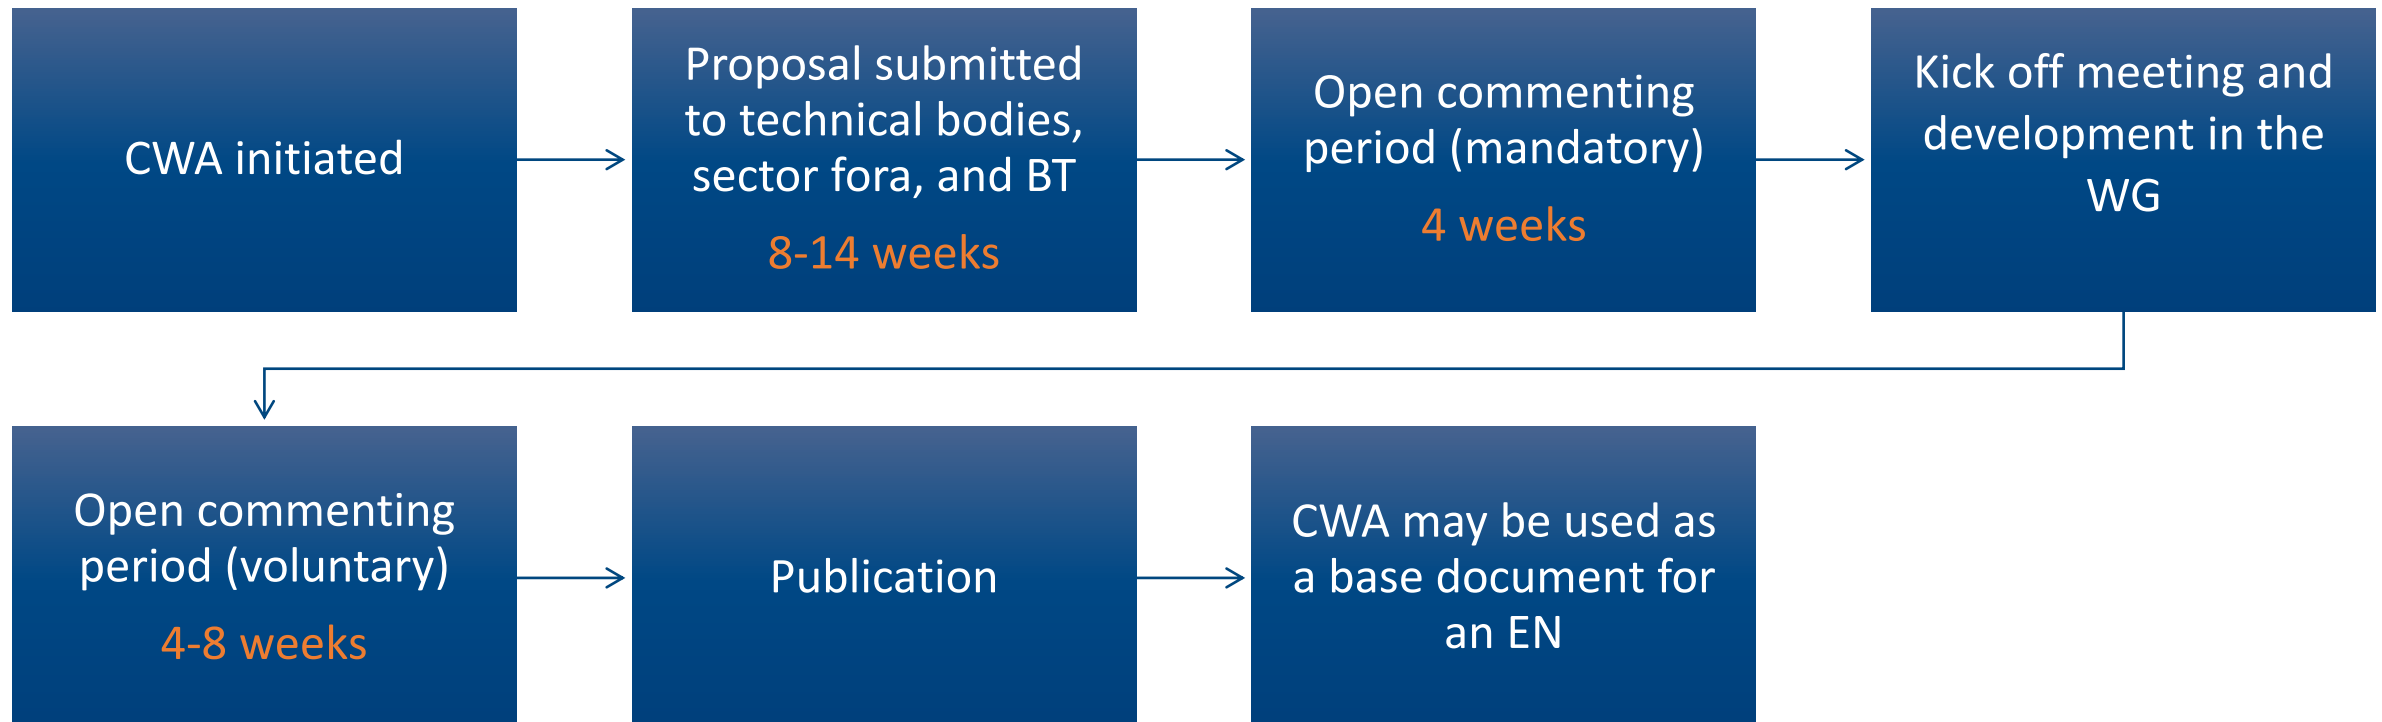 CWA initiated
Proposal submitted
to technical bodies,
sector fora, and BT
8-14 weeks
Open commenting
period (mandatory)
4 weeks
Kick off meeting and
development in the
WG
Open commenting
period (voluntary)
4-8 weeks
Publication
CWA may be used as
a base document for
an EN